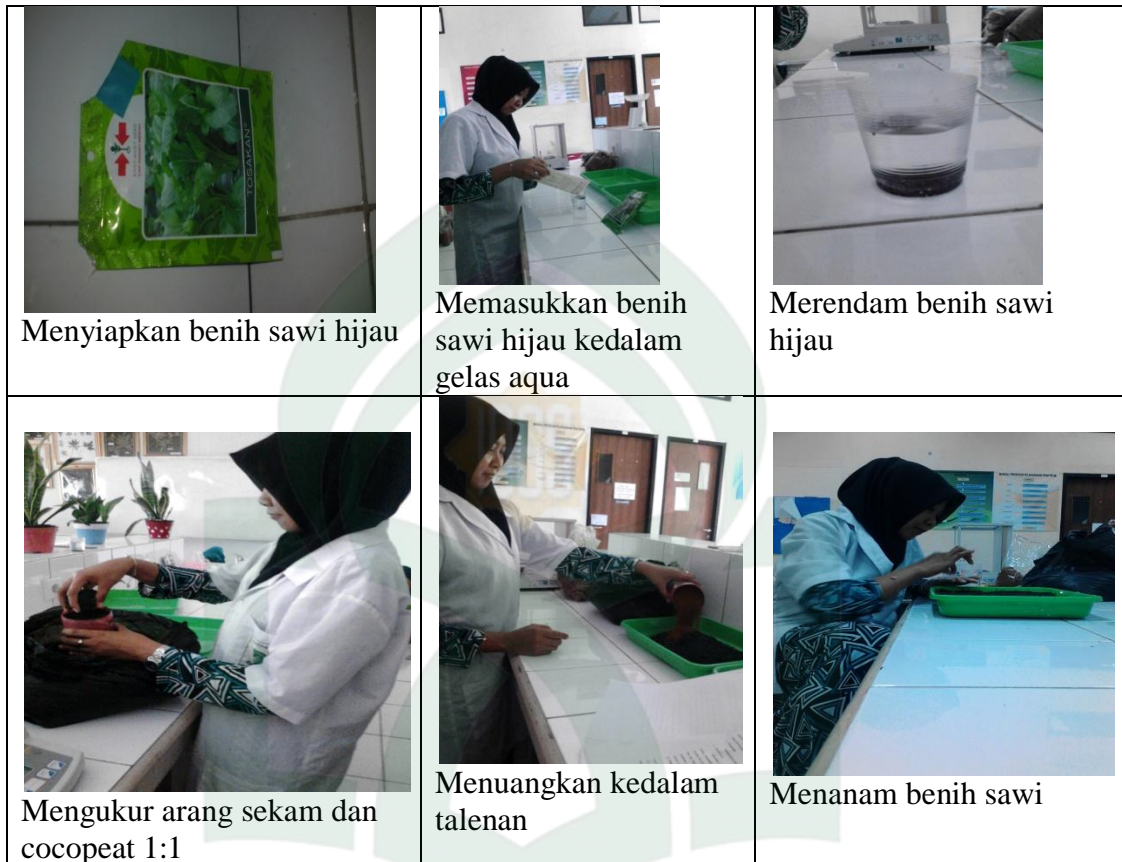 TOSAKAN
Menyiapkan benih sawi hijau
Memasukkan benih
sawi hijau kedalam
gelas aqua
Merendam benih sawi
hijau
Mengukur arang sekam dan
cocopeat 1:1
Menuangkan kedalam
talenan
Menanam benih sawi